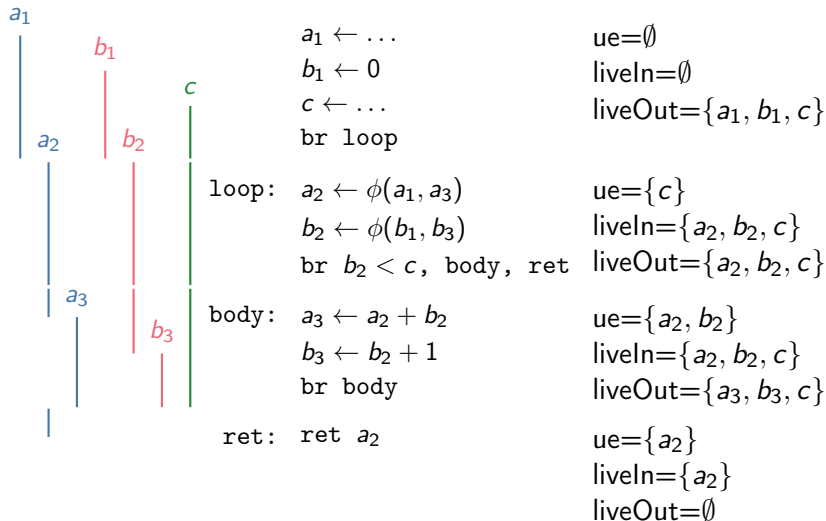 a₁
b₁
c
a₂
b₂
a₃
b₃
a₁ ← ...
b₁ ← 0
c ← ...
br loop
ue=∅
liveIn=∅
liveOut={a₁, b₁, c}
loop: a₂ ← ϕ(a₁, a₃)
b₂ ← ϕ(b₁, b₃)
br b₂ < c, body, ret
ue={c}
liveIn={a₂, b₂, c}
liveOut={a₂, b₂, c}
body: a₃ ← a₂ + b₂
b₃ ← b₂ + 1
br body
ue={a₂, b₂}
liveIn={a₂, b₂, c}
liveOut={a₃, b₃, c}
ret: ret a₂
ue={a₂}
liveIn={a₂}
liveOut=∅